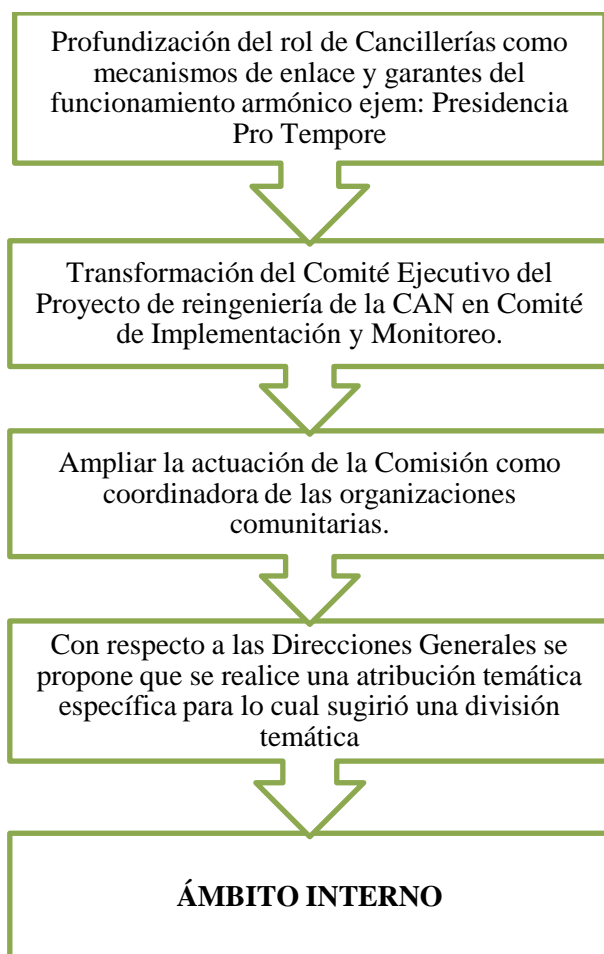 Profundización del rol de Cancillerías como
mecanismos de enlace y garantes del
funcionamiento armónico ejem: Presidencia
Pro Tempore
Transformación del Comité Ejecutivo del
Proyecto de reingeniería de la CAN en Comité
de Implementación y Monitoreo.
Ampliar la actuación de la Comisión como
coordinadora de las organizaciones
comunitarias.
Con respecto a las Direcciones Generales se
propone que se realice una atribución temática
específica para lo cual sugirió una división
temática
ÁMBITO INTERNO